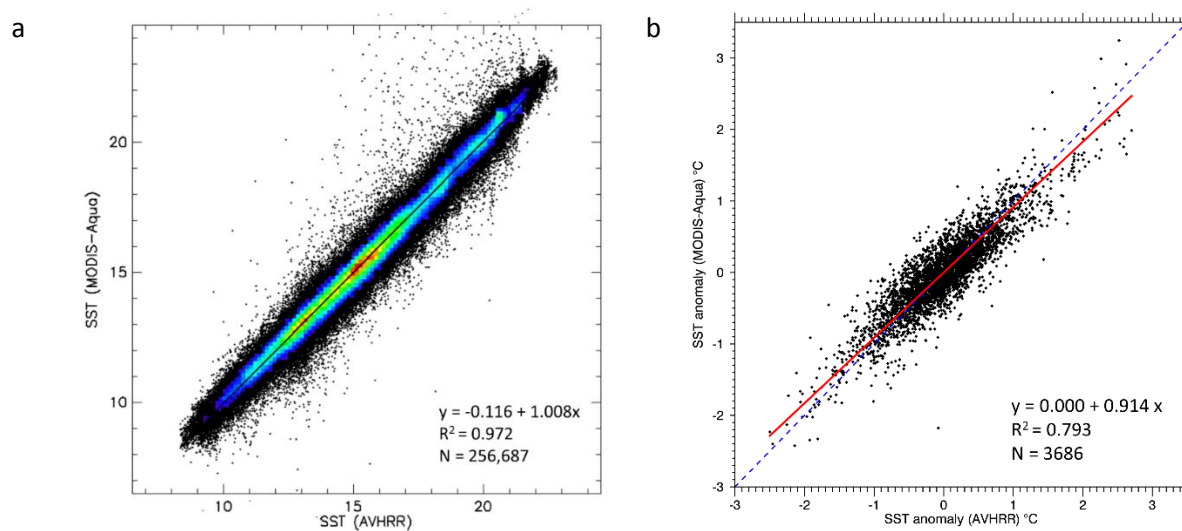 a
b
SST (MODIS-Aqua)
20
15
10
10
15
20
SST (AVHRR)
y = -0.116 + 1.008x
R² = 0.972
N = 256,687
SST anomaly (MODIS-Aqua) °C
3
2
1
0
-1
-2
-3
-3
-2
-1
0
1
2
3
SST anomaly (AVHRR) °C
y = 0.000 + 0.914 x
R² = 0.793
N = 3686